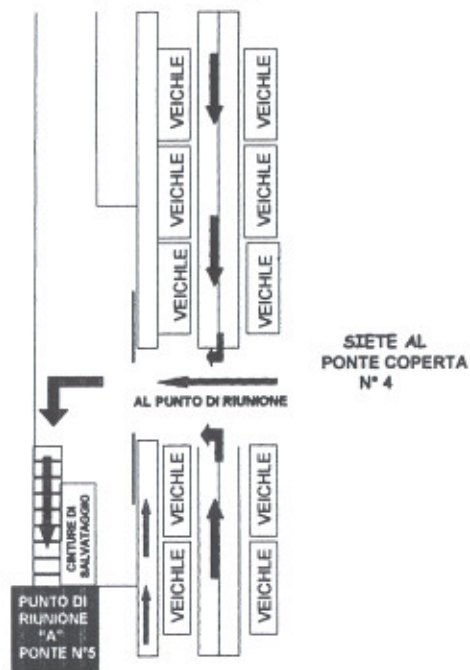 VEICHLE VEICHLE
VEICHLE VEICHLE
VEICHLE VEICHLE
SIETE AL
PONTE COPERTA
N° 4
AL PUNTO DI RIUNIONE
VEICHLE VEICHLE
VEICHLE VEICHLE
CINTURE DI
SALVATAGGIO
PUNTO DI
RIUNIONE
"A"
PONTE N°5